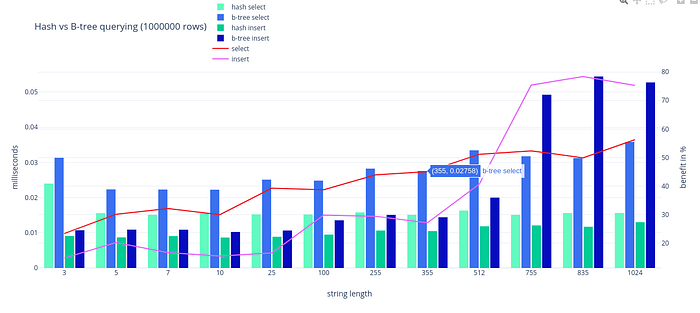 hash select
b-tree select
Hash vs B-tree querying (1000000 rows)
hash insert
b-tree insert
select
insert
80
0.05
70
0.04
60
0.03
50
(355, 0.02758) b-tree select
0.02
40
0.01
30
20
0
milliseconds
benefit in %
3 5 7 10 25 100 255 355 512 755 835 1024
string length